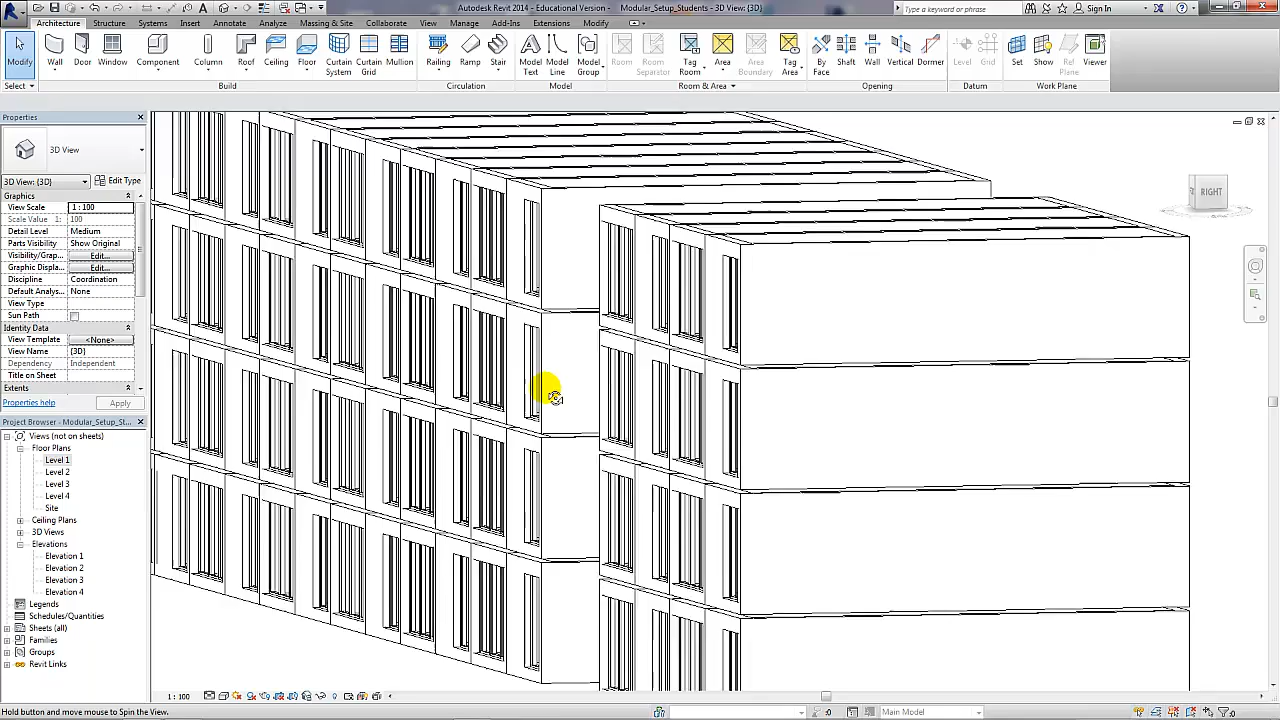 Autodesk Revit 2014 - Educational Version - Modular_Setup_Students - 3D View: {3D}
Type a keyword or phrase
Sign In
Architecture Structure Systems Insert Annotate Analyze Massing & Site Collaborate View Manage Add-Ins Extensions Modify
Modify Wall Door Window Component Column Roof Ceiling Floor Curtain System Curtain Grid Mullion Railing Ramp Stair Model Text Model Line Model Group Room Room Separator Tag Room Area Area Boundary Tag Area By Face Shaft Wall Vertical Dormer Level Grid Set Show Ref Plane Viewer
Select Build Circulation Model Room & Area Opening Datum Work Plane
Properties
3D View
3D View: {3D} Edit Type
Graphics
View Scale 1 : 100
Scale Value 1: 100
Detail Level Medium
Parts Visibility Show Original
Visibility/Grap... Edit...
Graphic Displa... Edit...
Discipline Coordination
Default Analys... None
View Type
Sun Path
Identity Data
View Template <None>
View Name {3D}
Dependency Independent
Title on Sheet
Extents
Properties help Apply
Project Browser - Modular_Setup_St...
Views (not on sheets)
Floor Plans
Level 1
Level 2
Level 3
Level 4
Site
Ceiling Plans
3D Views
Elevations
Elevation 1
Elevation 2
Elevation 3
Elevation 4
Legends
Schedules/Quantities
Sheets (all)
Families
Groups
Revit Links
RIGHT
1 : 100
Hold button and move mouse to Spin the View.
:0
Main Model
:0